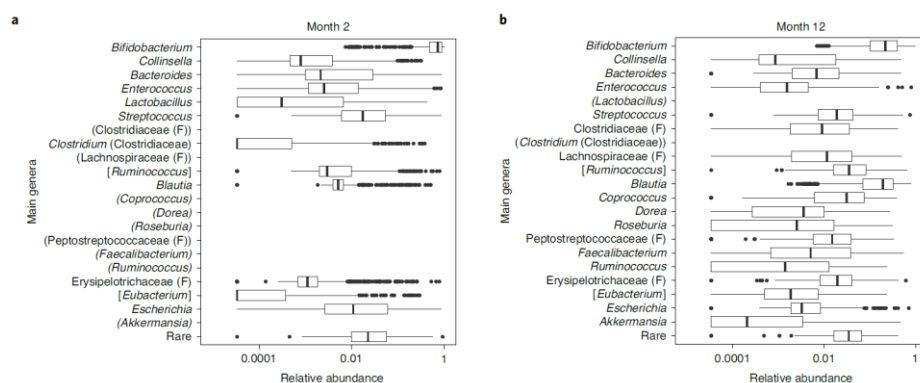 a
Month 2
Main genera
Bifidobacterium
Collinsella
Bacteroides
Enterococcus
Lactobacillus
Streptococcus
(Clostridiaceae (F))
Clostridium (Clostridiaceae)
(Lachnospiraceae (F))
[Ruminococcus]
Blautia
(Coprococcus)
(Dorea)
(Roseburia)
(Peptostreptococcaceae (F))
(Faecalibacterium)
(Ruminococcus)
Erysipelotrichaceae (F)
[Eubacterium]
Escherichia
(Akkermansia)
Rare
0.0001
0.01
1
Relative abundance
b
Month 12
Main genera
Bifidobacterium
Collinsella
Bacteroides
Enterococcus
(Lactobacillus)
Streptococcus
Clostridiaceae (F)
(Clostridium (Clostridiaceae))
Lachnospiraceae (F)
[Ruminococcus]
Blautia
Coprococcus
Dorea
Roseburia
Peptostreptococcaceae (F)
Faecalibacterium
Ruminococcus
Erysipelotrichaceae (F)
[Eubacterium]
Escherichia
Akkermansia
Rare
0.0001
0.01
1
Relative abundance